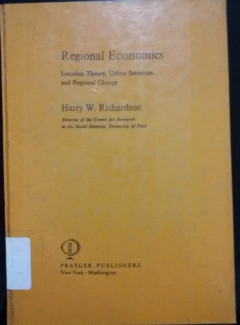 Regional Economics
Location Theory, Urban Structure,
and Regional Change
Harry W. Richardson
Director of the Centre for Research
in the Social Sciences, University of Kent
PRAEGER PUBLISHERS
New York · Washington